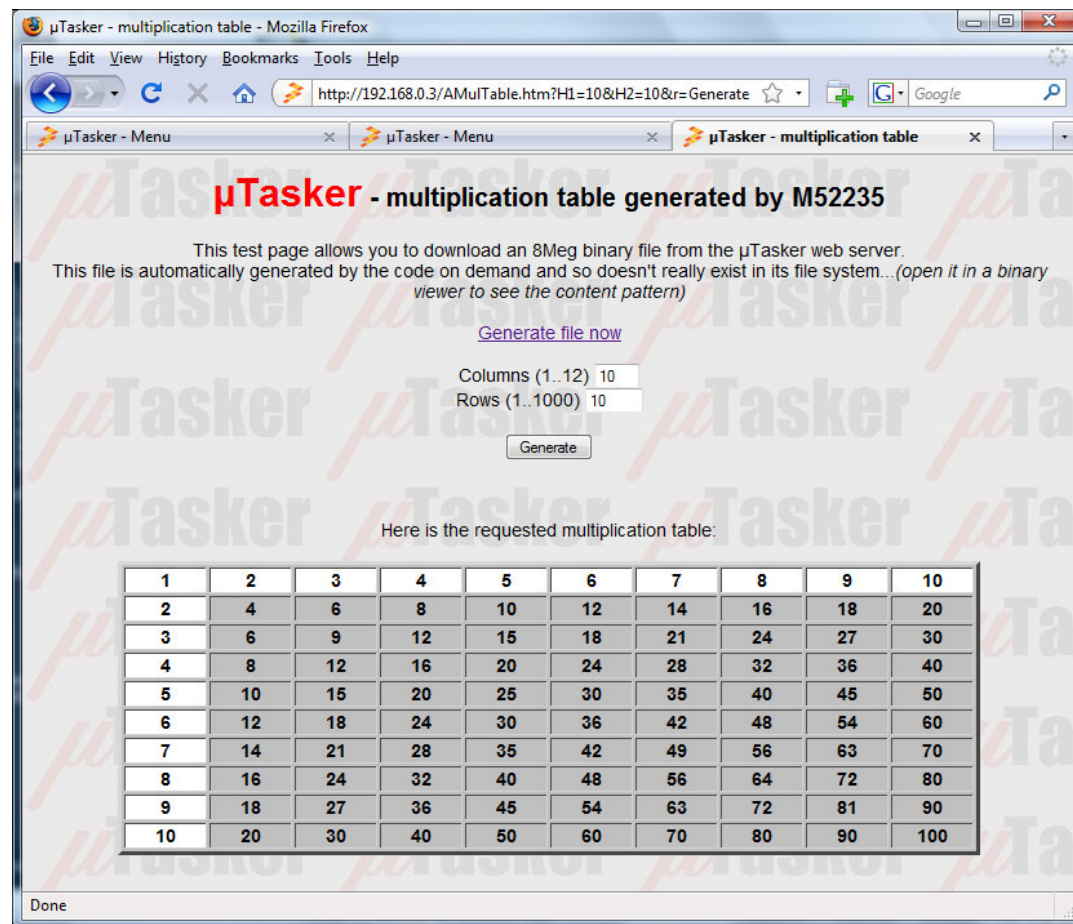 µTasker - multiplication table - Mozilla Firefox
File Edit View History Bookmarks Tools Help
http://192.168.0.3/AMulTable.htm?H1=10&H2=10&r=Generate G Google
µTasker - Menu µTasker - Menu µTasker - multiplication table
µTasker - multiplication table generated by M52235
This test page allows you to download an 8Meg binary file from the µTasker web server.
This file is automatically generated by the code on demand and so doesn't really exist in its file system...(open it in a binary
viewer to see the content pattern)
Generate file now
Columns (1..12) 10
Rows (1..1000) 10
Generate
Here is the requested multiplication table:
1 2 3 4 5 6 7 8 9 10
2 4 6 8 10 12 14 16 18 20
3 6 9 12 15 18 21 24 27 30
4 8 12 16 20 24 28 32 36 40
5 10 15 20 25 30 35 40 45 50
6 12 18 24 30 36 42 48 54 60
7 14 21 28 35 42 49 56 63 70
8 16 24 32 40 48 56 64 72 80
9 18 27 36 45 54 63 72 81 90
10 20 30 40 50 60 70 80 90 100
Done